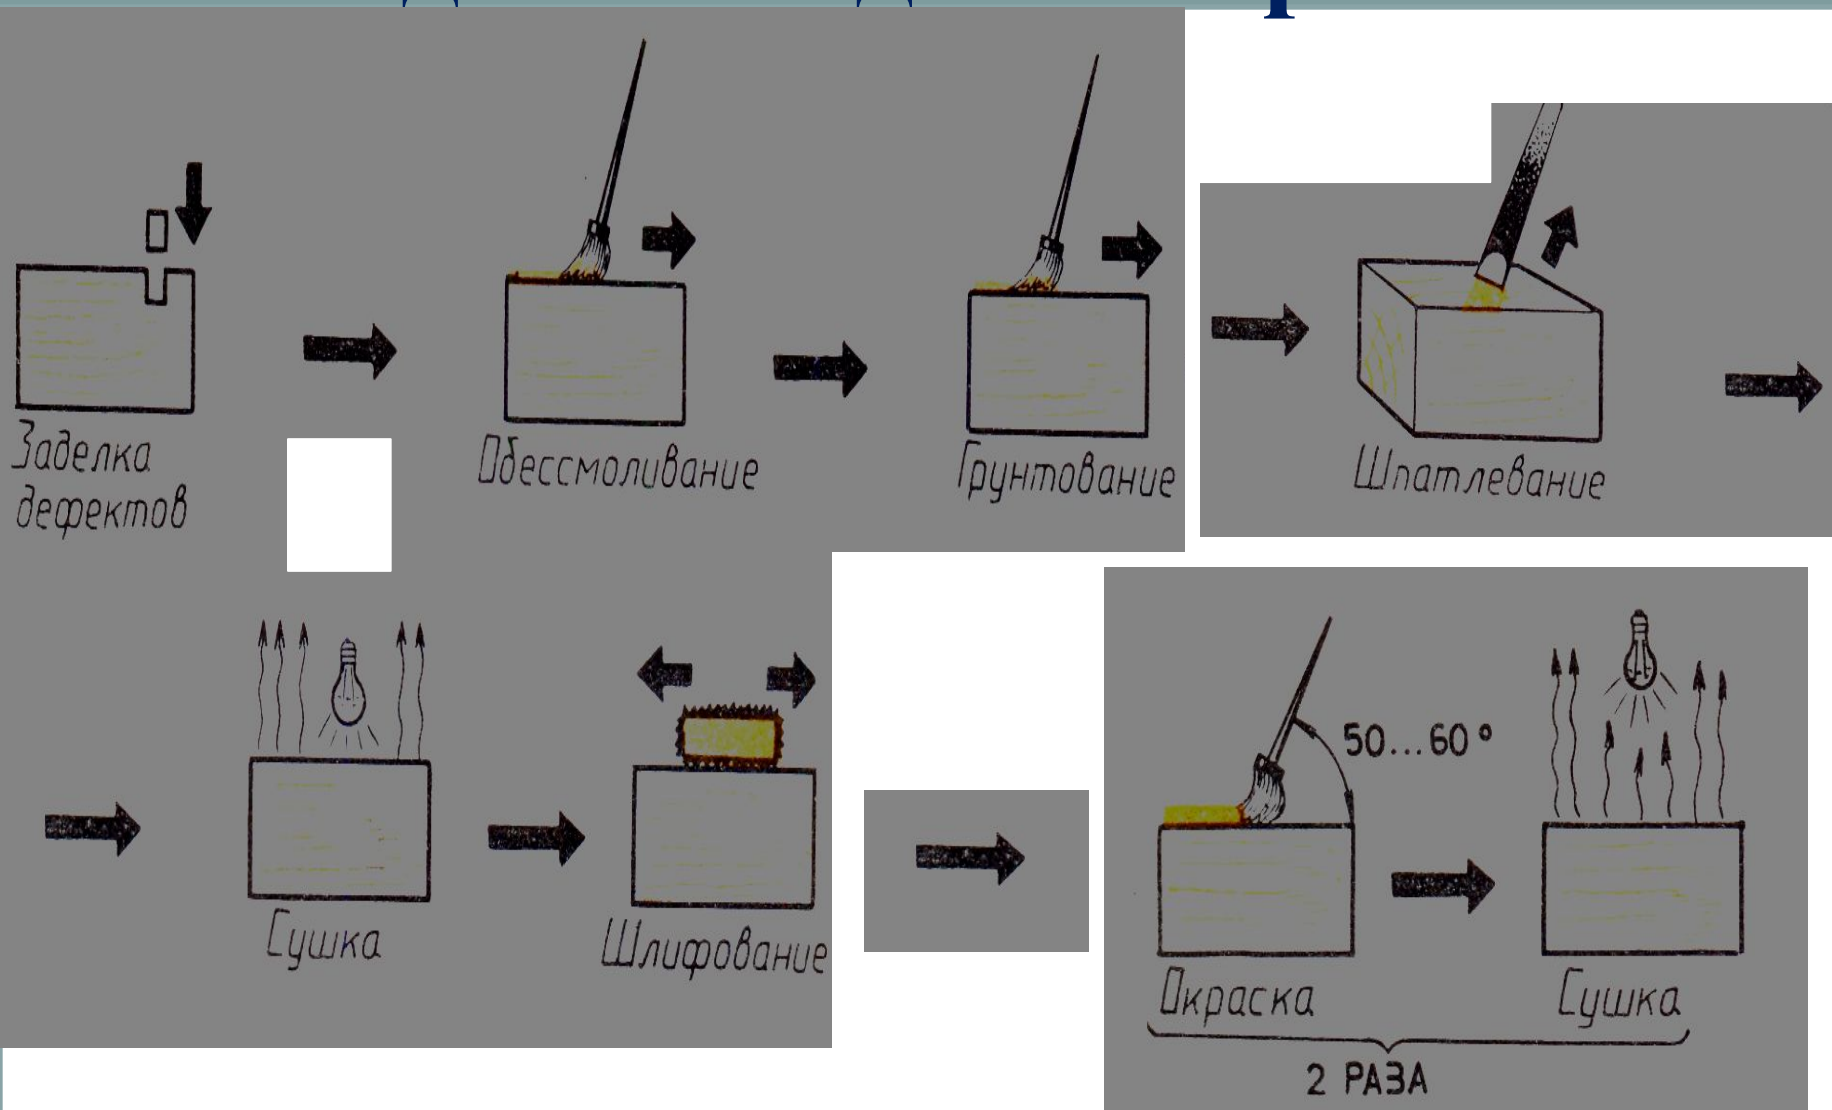 Заделка
дефектов
Обессмоливание
Грунтование
Шпатлевание
Сушка
Шлифование
50...60°
Окраска
Сушка
2 РАЗА